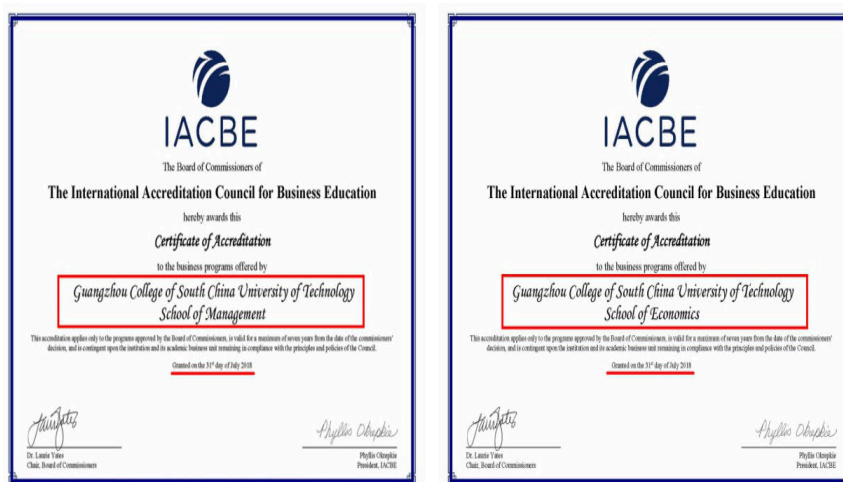 IACBE
The Board of Commissioners of
The International Accreditation Council for Business Education
hereby awards this
Certificate of Accreditation
to the business programs offered by
Guangzhou College of South China University of Technology
School of Management
This accreditation applies only to the programs approved by the Board of Commissioners, is valid for a maximum of seven years from the date of the commissioners'
decision, and is contingent upon the institution and its academic business unit remaining in compliance with the principles and policies of the Council.
Granted on the 31st day of July 2018
Phyllis Okrepkie
Dr. Laurie Yates
Chair, Board of Commissioners
Phyllis Okrepkie
President, IACBE
IACBE
The Board of Commissioners of
The International Accreditation Council for Business Education
hereby awards this
Certificate of Accreditation
to the business programs offered by
Guangzhou College of South China University of Technology
School of Economics
This accreditation applies only to the programs approved by the Board of Commissioners, is valid for a maximum of seven years from the date of the commissioners'
decision, and is contingent upon the institution and its academic business unit remaining in compliance with the principles and policies of the Council.
Granted on the 31st day of July 2018
Phyllis Okrepkie
Dr. Laurie Yates
Chair, Board of Commissioners
Phyllis Okrepkie
President, IACBE